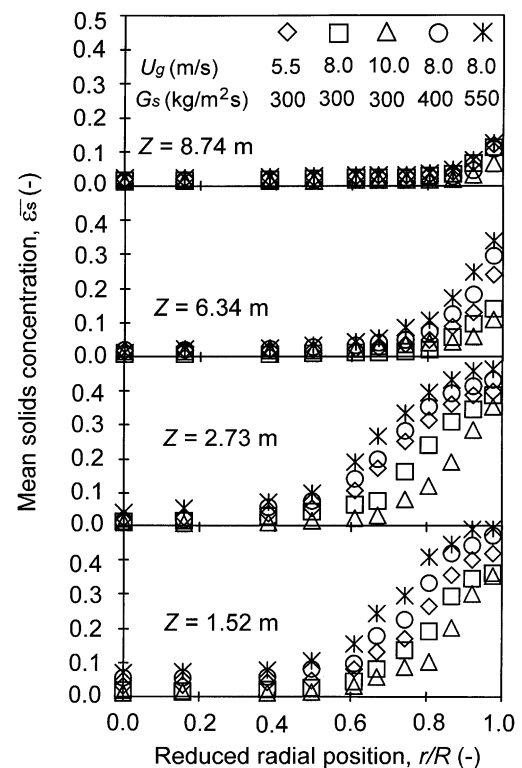 0.5
U_g (m/s) 5.5 8.0 10.0 8.0 8.0
G_s (kg/m²s) 300 300 300 400 550
0.4
0.3
0.2
Z = 8.74 m
0.1
0.0
0.4
0.3
0.2
Z = 6.34 m
0.1
0.0
0.4
0.3
Z = 2.73 m
0.2
0.1
0.0
0.4
0.3
Z = 1.52 m
0.2
0.1
0.0
0.0 0.2 0.4 0.6 0.8 1.0
Reduced radial position, r/R (-)
Mean solids concentration, ε̅s (-)